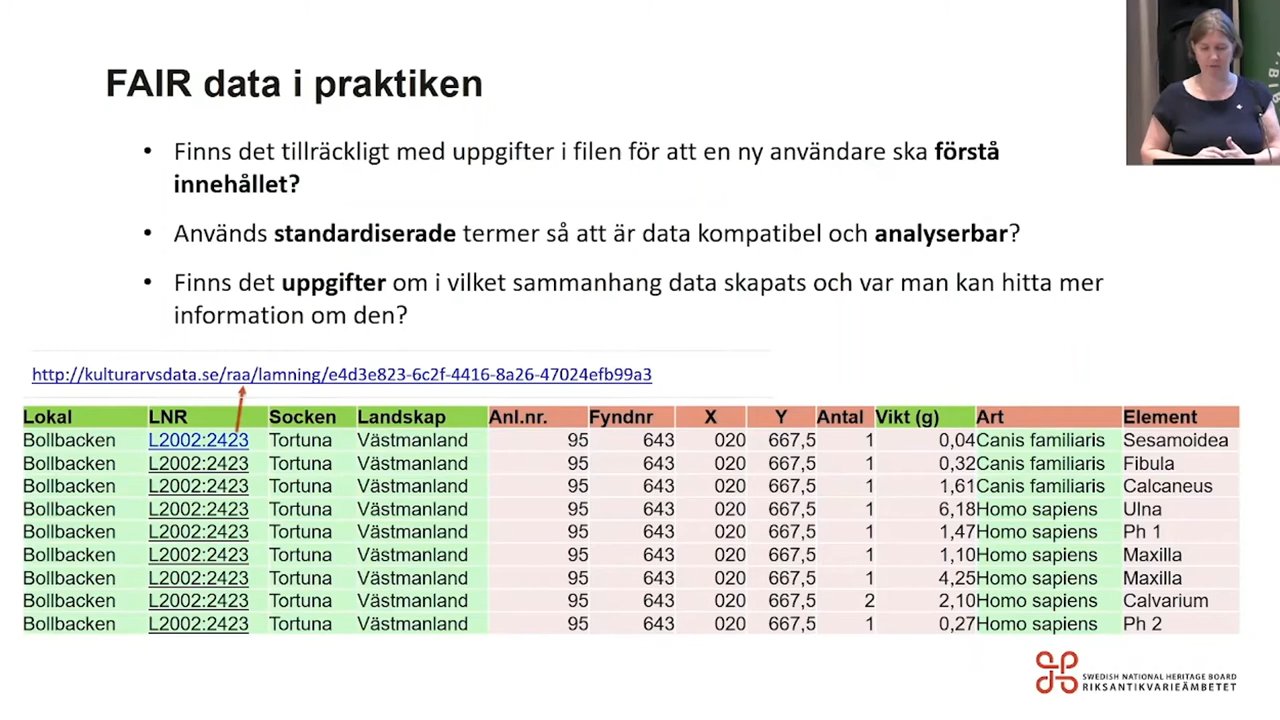 FAIR data i praktiken
• Finns det tillräckligt med uppgifter i filen för att en ny användare ska förstå
innehållet?
• Används standardiserade termer så att är data kompatibel och analyserbar?
• Finns det uppgifter om i vilket sammanhang data skapats och var man kan hitta mer
information om den?
http://kulturarvsdata.se/raa/lamning/e4d3e823-6c2f-4416-8a26-47024efb99a3
Lokal LNR Socken Landskap Anl.nr. Fyndnr X Y Antal Vikt (g) Art Element
Bollbacken L2002:2423 Tortuna Västmanland 95 643 020 667,5 1 0,04 Canis familiaris Sesamoidea
Bollbacken L2002:2423 Tortuna Västmanland 95 643 020 667,5 1 0,32 Canis familiaris Fibula
Bollbacken L2002:2423 Tortuna Västmanland 95 643 020 667,5 1 1,61 Canis familiaris Calcaneus
Bollbacken L2002:2423 Tortuna Västmanland 95 643 020 667,5 1 6,18 Homo sapiens Ulna
Bollbacken L2002:2423 Tortuna Västmanland 95 643 020 667,5 1 1,47 Homo sapiens Ph 1
Bollbacken L2002:2423 Tortuna Västmanland 95 643 020 667,5 1 1,10 Homo sapiens Maxilla
Bollbacken L2002:2423 Tortuna Västmanland 95 643 020 667,5 1 4,25 Homo sapiens Maxilla
Bollbacken L2002:2423 Tortuna Västmanland 95 643 020 667,5 2 2,10 Homo sapiens Calvarium
Bollbacken L2002:2423 Tortuna Västmanland 95 643 020 667,5 1 0,27 Homo sapiens Ph 2
SWEDISH NATIONAL HERITAGE BOARD
RIKSANTIKVARIEÄMBETET